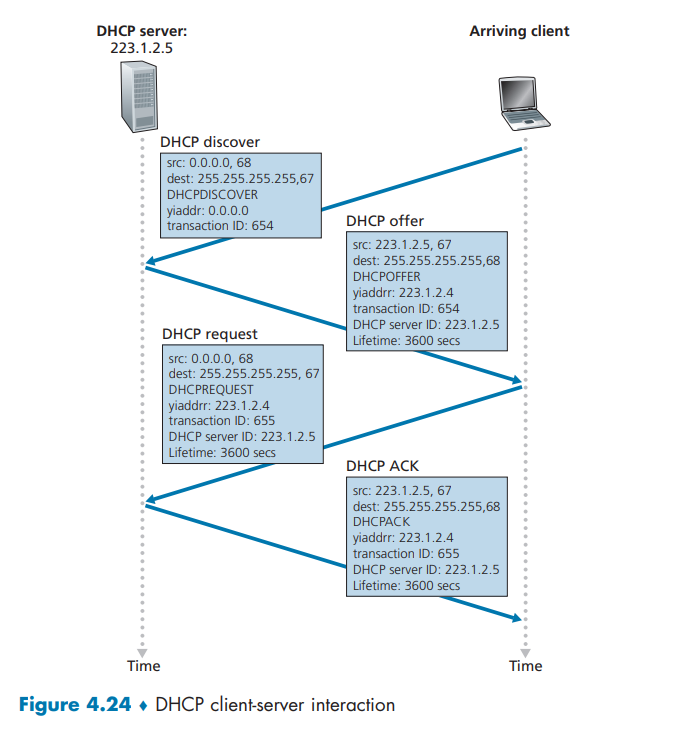 DHCP server:
223.1.2.5
Arriving client
DHCP discover
src: 0.0.0.0, 68
dest: 255.255.255.255,67
DHCPDISCOVER
yiaddr: 0.0.0.0
transaction ID: 654
DHCP offer
src: 223.1.2.5, 67
dest: 255.255.255.255,68
DHCPOFFER
yiaddrr: 223.1.2.4
transaction ID: 654
DHCP server ID: 223.1.2.5
Lifetime: 3600 secs
DHCP request
src: 0.0.0.0, 68
dest: 255.255.255.255, 67
DHCPREQUEST
yiaddrr: 223.1.2.4
transaction ID: 655
DHCP server ID: 223.1.2.5
Lifetime: 3600 secs
DHCP ACK
src: 223.1.2.5, 67
dest: 255.255.255.255,68
DHCPACK
yiaddrr: 223.1.2.4
transaction ID: 655
DHCP server ID: 223.1.2.5
Lifetime: 3600 secs
Time
Time
Figure 4.24 ♦ DHCP client-server interaction